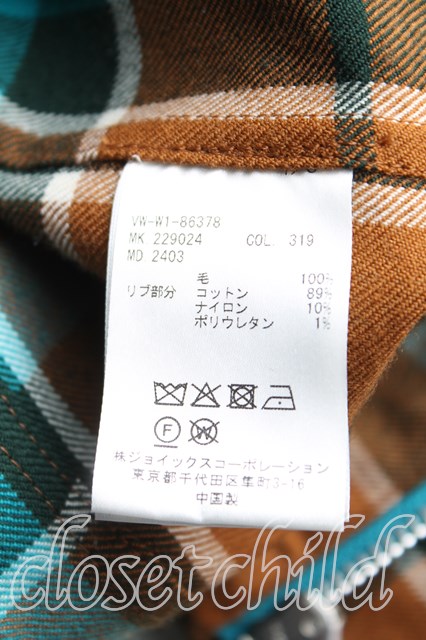 VW-W1-86378
MK 229024 COL. 319
MD 2403
毛 100%
リブ部分 コットン 89%
ナイロン 10%
ポリウレタン 1%
F W
株ジョイックスコーポレーション
東京都千代田区隼町3-16
中国製
closetchild